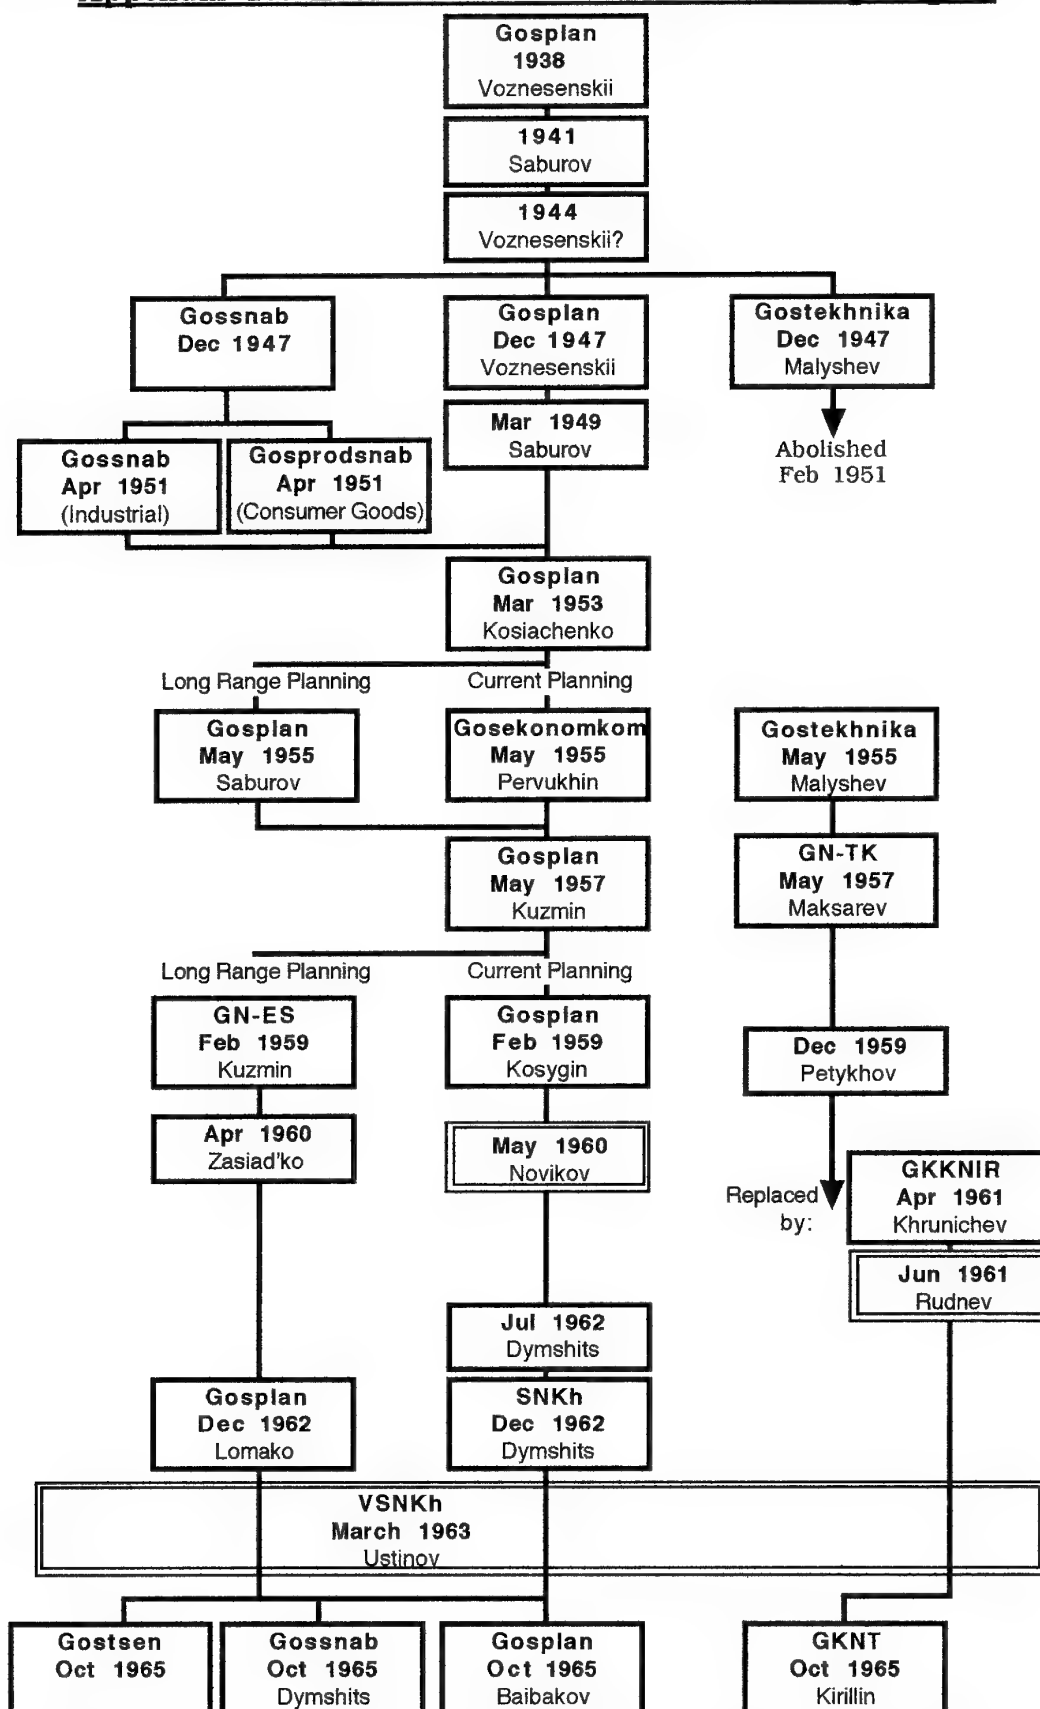 Gosplan
1938
Voznesenskii
1941
Saburov
1944
Voznesenskii?
Gossnab
Dec 1947
Gosplan
Dec 1947
Voznesenskii
Gostekhnika
Dec 1947
Malyshev
Mar 1949
Saburov
Abolished
Feb 1951
Gossnab
Apr 1951
(Industrial)
Gosprodsnab
Apr 1951
(Consumer Goods)
Gosplan
Mar 1953
Kosiachenko
Long Range Planning
Current Planning
Gosplan
May 1955
Saburov
Gosekonomkom
May 1955
Pervukhin
Gostekhnika
May 1955
Malyshev
Gosplan
May 1957
Kuzmin
GN-TK
May 1957
Maksarev
Long Range Planning
Current Planning
GN-ES
Feb 1959
Kuzmin
Gosplan
Feb 1959
Kosygin
Dec 1959
Petykhov
Apr 1960
Zasiad'ko
May 1960
Novikov
Replaced
by:
GKKNIR
Apr 1961
Khrunichev
Jun 1961
Rudnev
Jul 1962
Dymshits
Gosplan
Dec 1962
Lomako
SNKh
Dec 1962
Dymshits
VSNKh
March 1963
Ustinov
Gostsen
Oct 1965
Gossnab
Oct 1965
Dymshits
Gosplan
Oct 1965
Baibakov
GKNT
Oct 1965
Kirillin